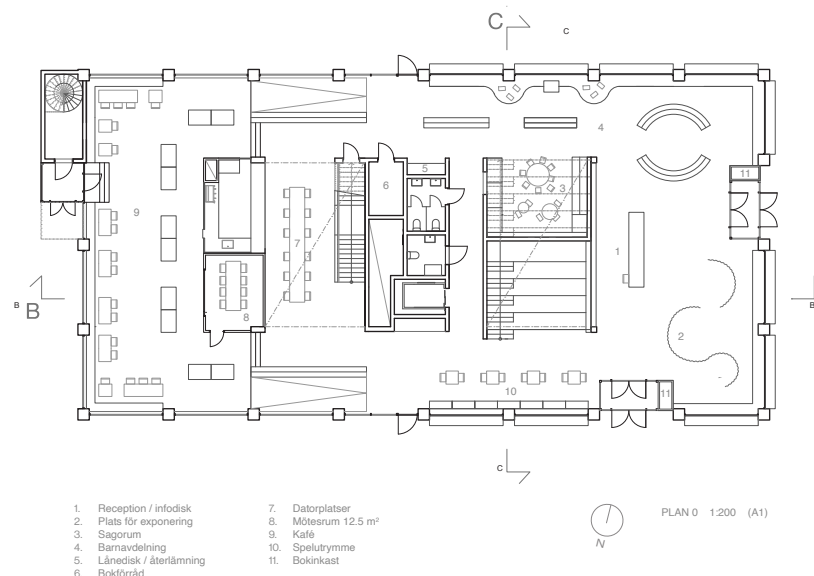 C
c
4
11
5
6
3
9
7
1
B
B
B
8
2
10
11
C
1. Reception / infodisk
2. Plats för exponering
3. Sagorum
4. Barnavdelning
5. Lånedisk / återlämning
6. Bokförråd
7. Datorplatser
8. Mötesrum 12.5 m²
9. Kafé
10. Spelutrymme
11. Bokinkast
N
PLAN 0 1:200 (A1)